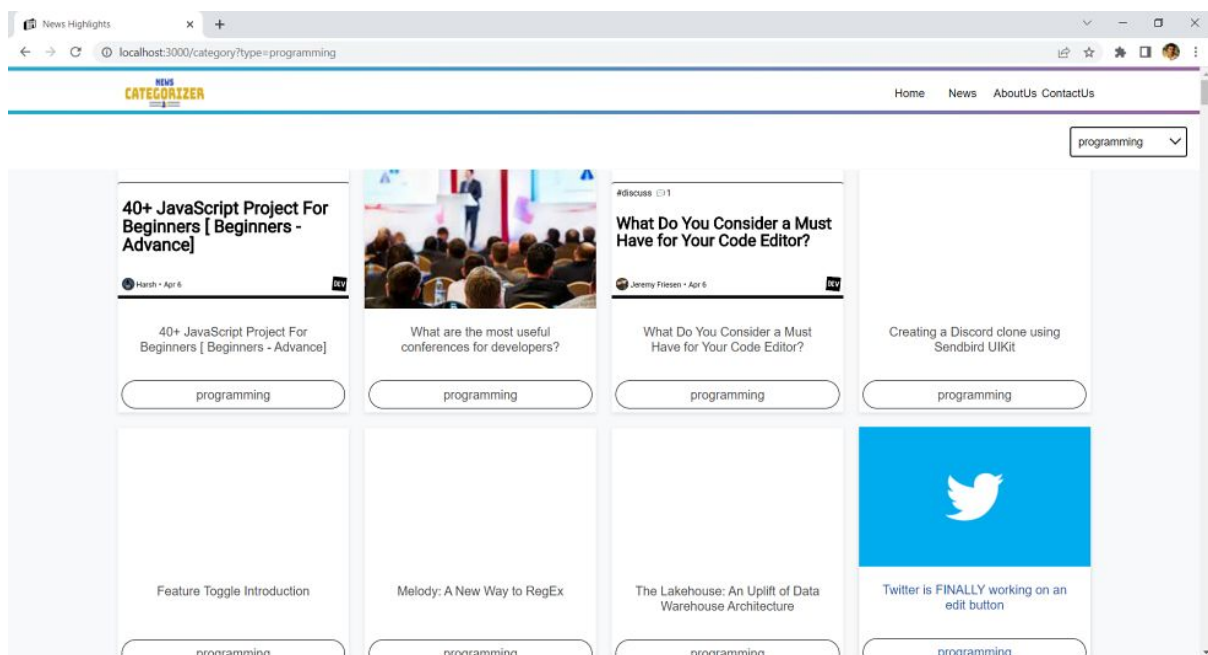 News Highlights
localhost:3000/category?type=programming
NEWS
CATEGORIZER
Home News AboutUs ContactUs
programming
40+ JavaScript Project For
Beginners [ Beginners -
Advance]
Harsh • Apr 6
DEV
40+ JavaScript Project For
Beginners [ Beginners - Advance]
programming
What are the most useful
conferences for developers?
programming
#discuss 1
What Do You Consider a Must
Have for Your Code Editor?
Jeremy Friesen • Apr 6
DEV
What Do You Consider a Must
Have for Your Code Editor?
programming
Creating a Discord clone using
Sendbird UIKit
programming
Feature Toggle Introduction
programming
Melody: A New Way to RegEx
programming
The Lakehouse: An Uplift of Data
Warehouse Architecture
programming
Twitter is FINALLY working on an
edit button
programming